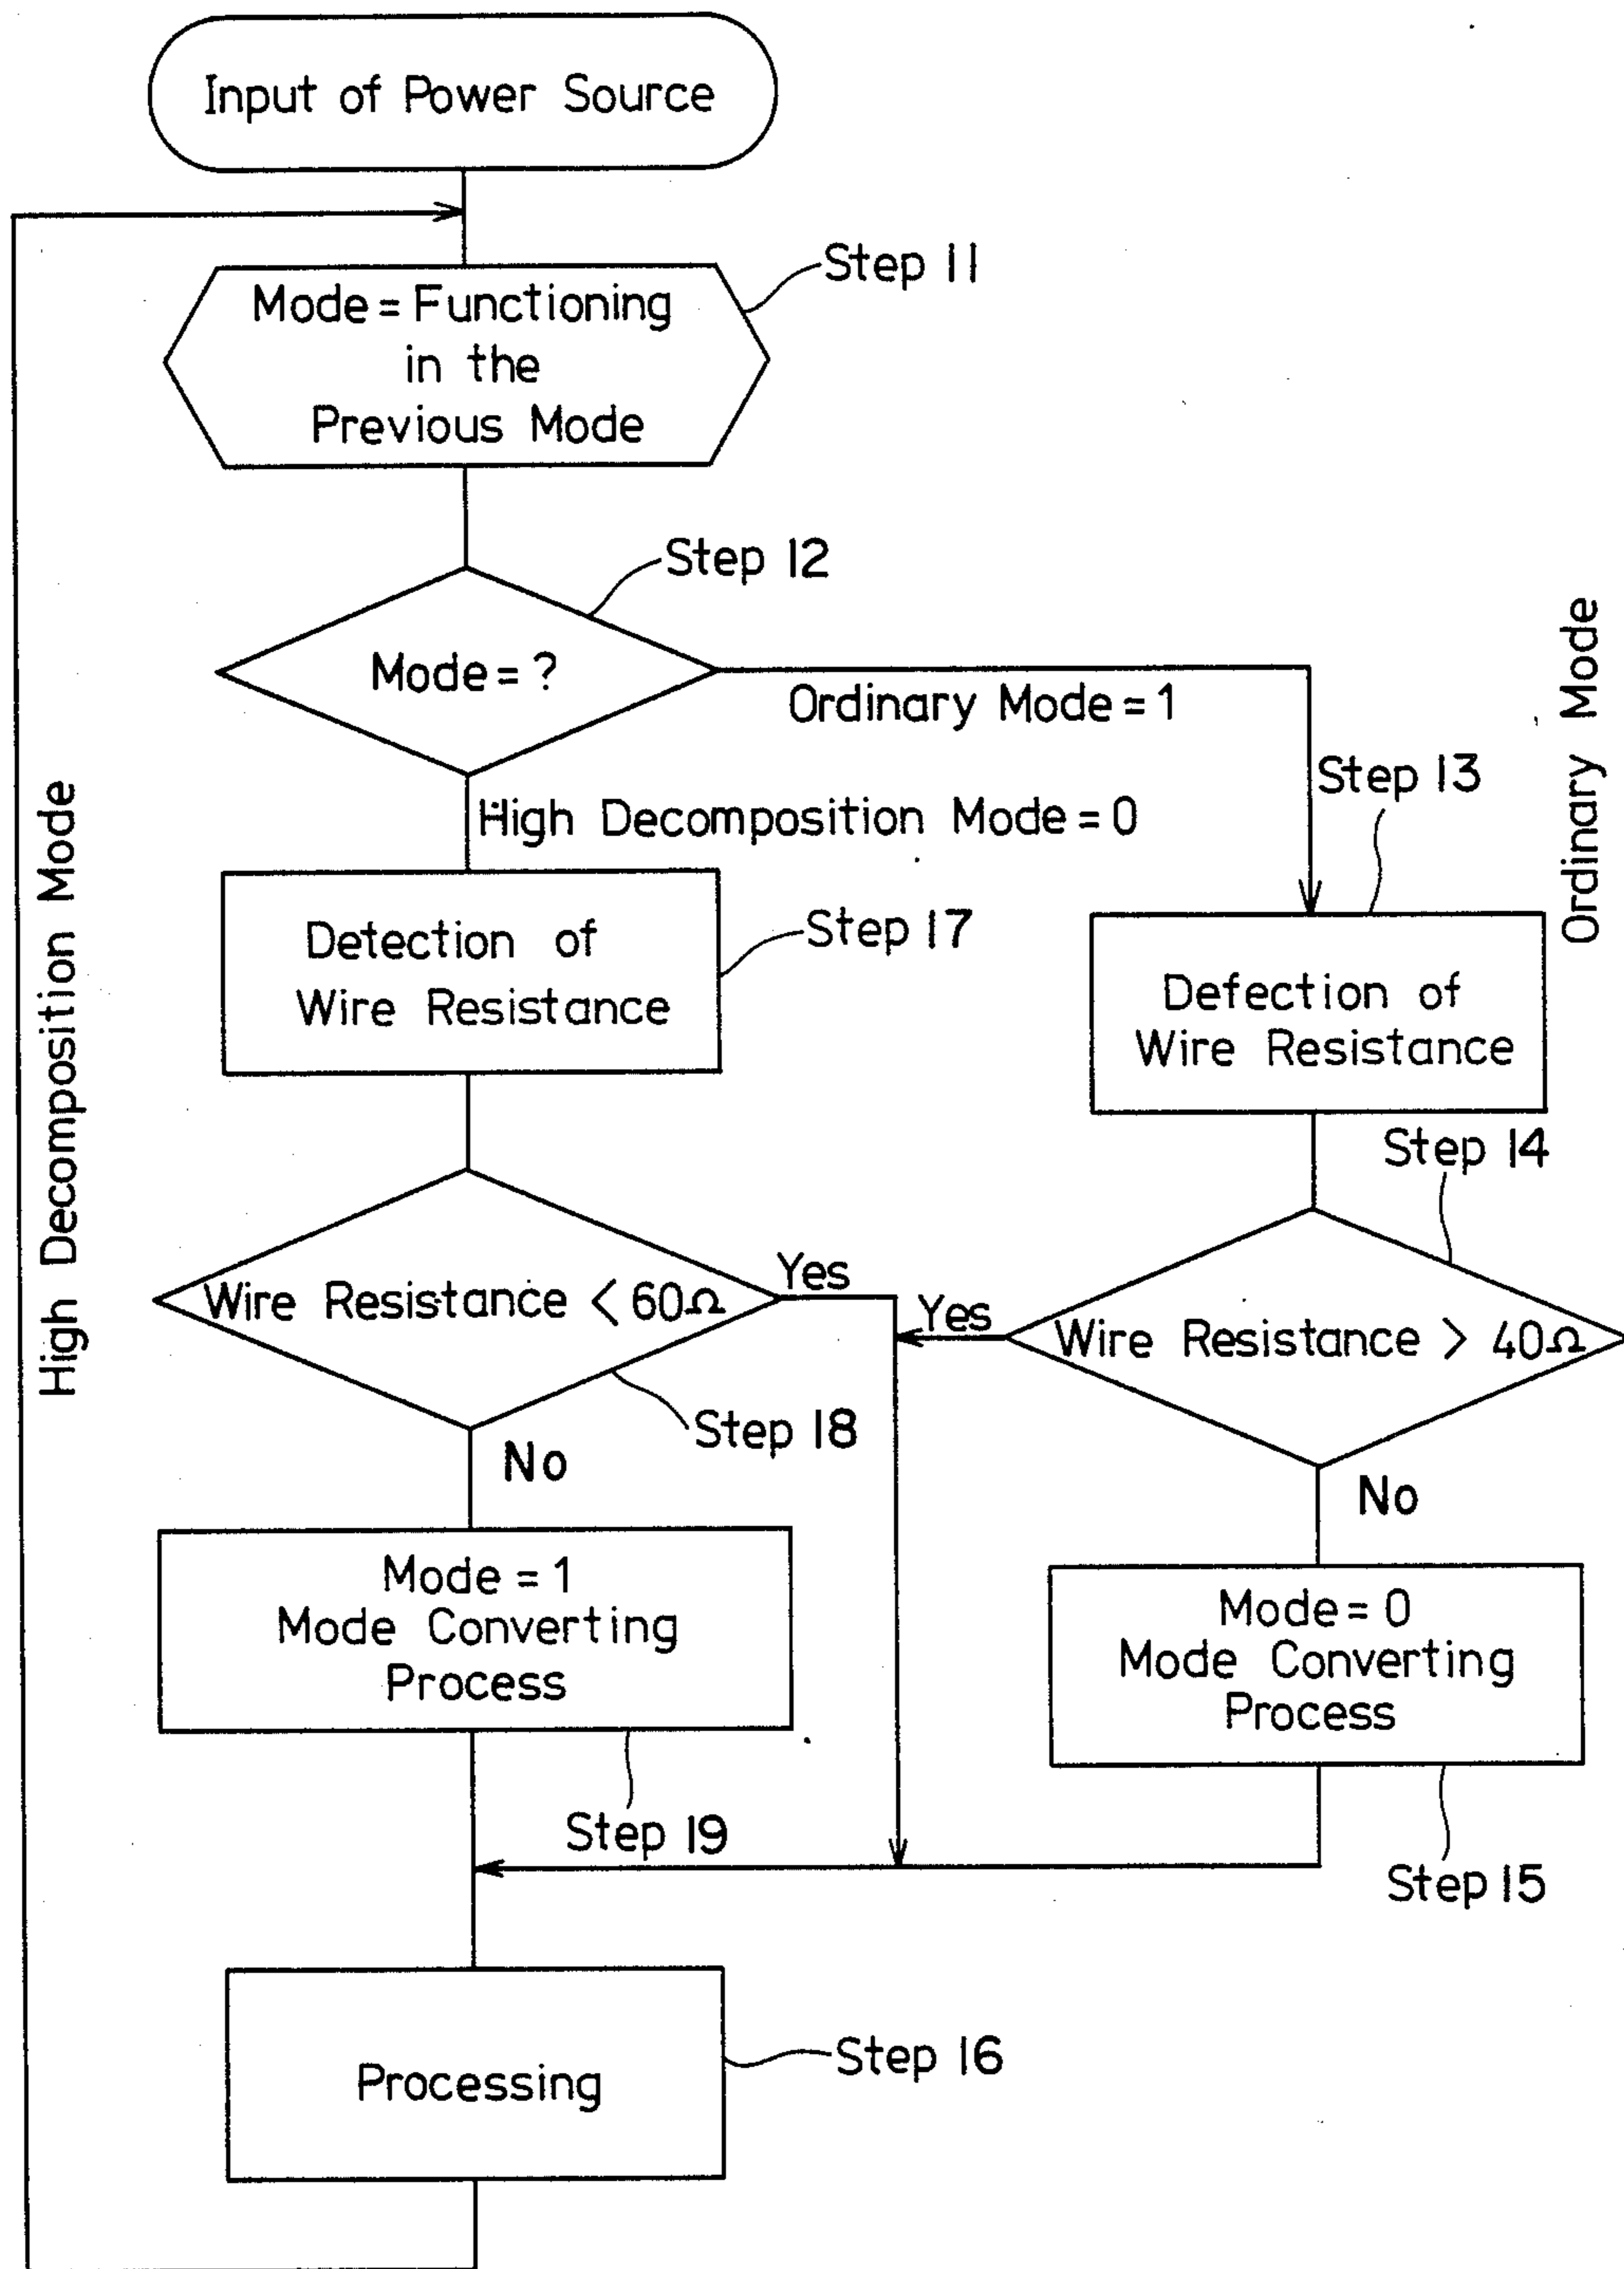 Input of Power Source
Step 11
Mode = Functioning
in the
Previous Mode
Step 12
Mode = ?
Ordinary Mode = 1
Ordinary Mode
High Decomposition Mode = 0
Step 13
High Decomposition Mode
Detection of
Wire Resistance
Step 17
Defection of
Wire Resistance
Step 14
Wire Resistance < 60Ω
Yes
Yes
Wire Resistance > 40Ω
Step 18
No
No
Mode = 1
Mode Converting
Process
Mode = 0
Mode Converting
Process
Step 19
Step 15
Processing
Step 16